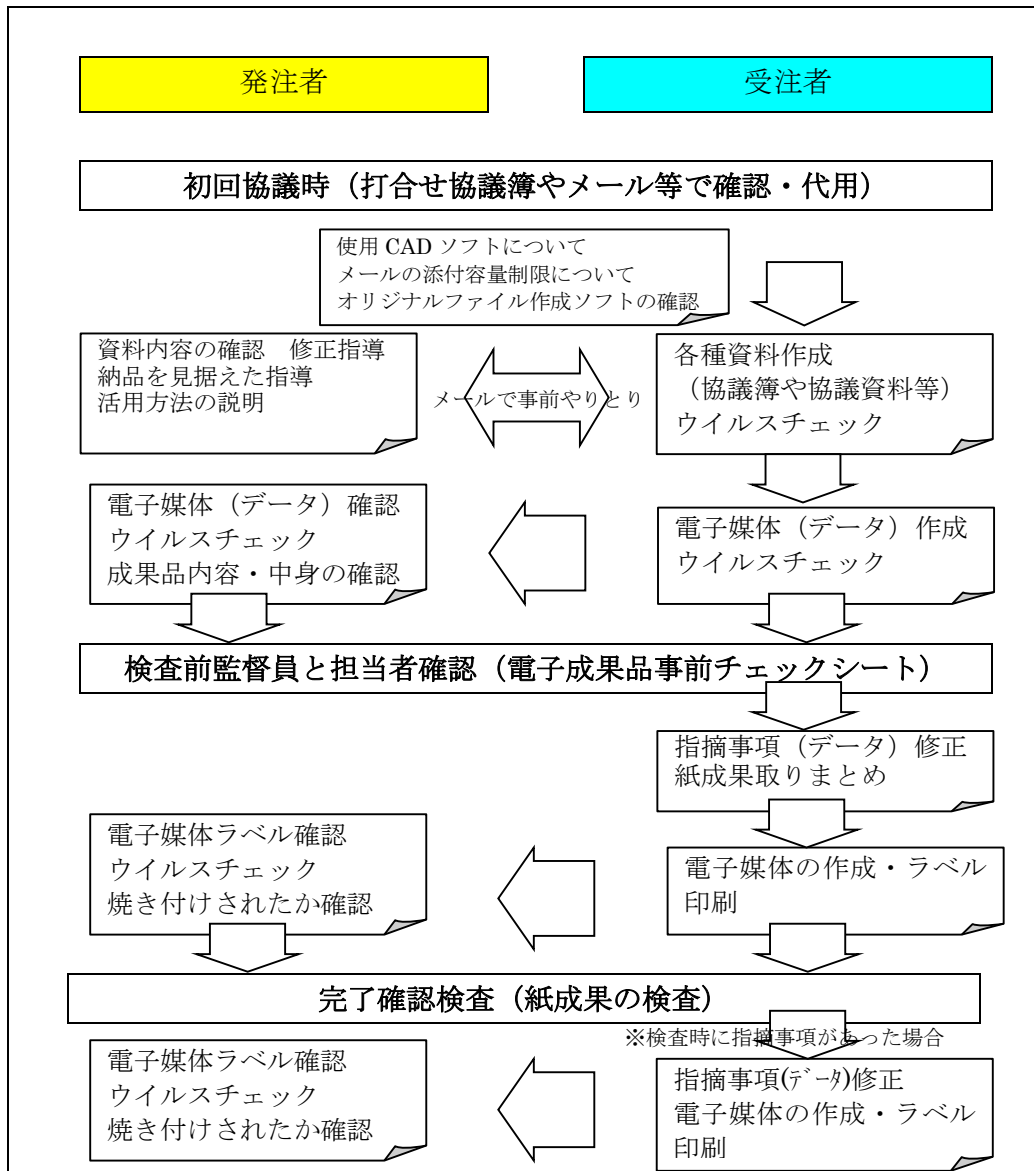 発注者
受注者
初回協議時（打合せ協議簿やメール等で確認・代用）
使用 CAD ソフトについて
メールの添付容量制限について
オリジナルファイル作成ソフトの確認
資料内容の確認　修正指導
納品を見据えた指導
活用方法の説明
メールで事前やりとり
各種資料作成
（協議簿や協議資料等）
ウイルスチェック
電子媒体（データ）確認
ウイルスチェック
成果品内容・中身の確認
電子媒体（データ）作成
ウイルスチェック
検査前監督員と担当者確認（電子成果品事前チェックシート）
指摘事項（データ）修正
紙成果取りまとめ
電子媒体ラベル確認
ウイルスチェック
焼き付けされたか確認
電子媒体の作成・ラベル
印刷
完了確認検査（紙成果の検査）
※検査時に指摘事項があった場合
電子媒体ラベル確認
ウイルスチェック
焼き付けされたか確認
指摘事項(ﾃﾞｰﾀ)修正
電子媒体の作成・ラベル
印刷